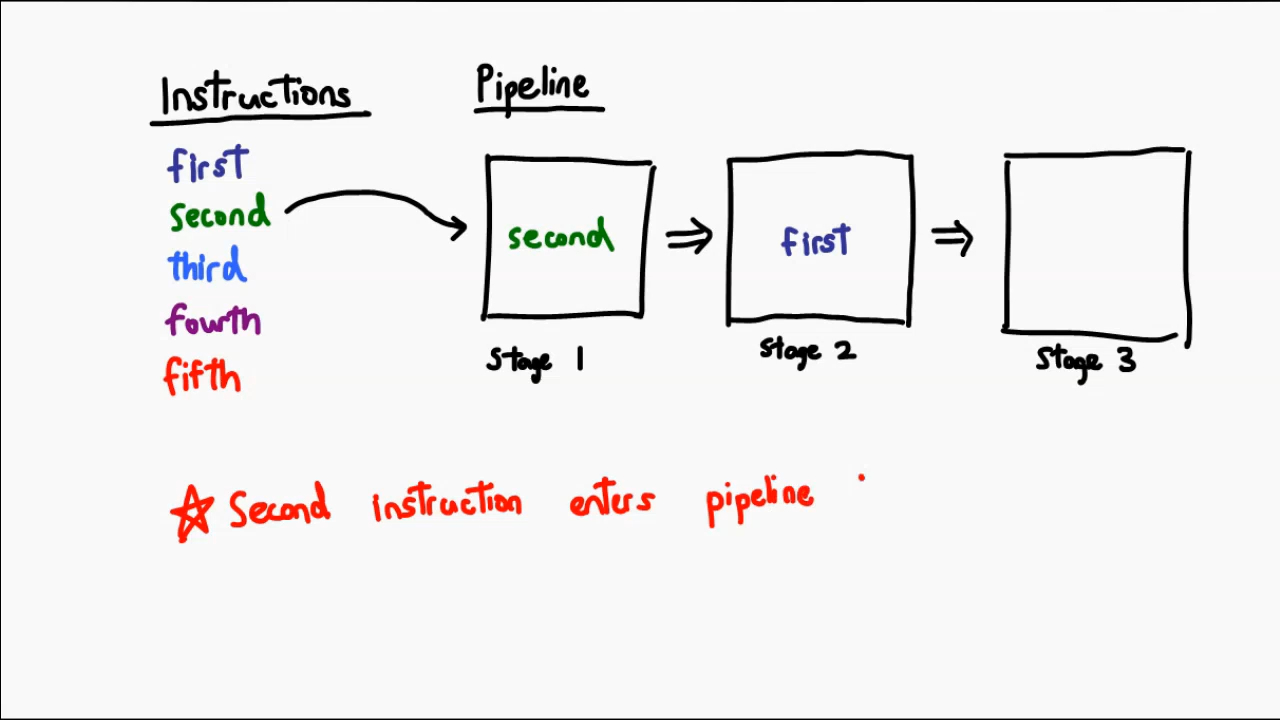 Instructions
first
second
third
fourth
fifth
Pipeline
second
first
stage 1
stage 2
stage 3
☆ Second instruction enters pipeline